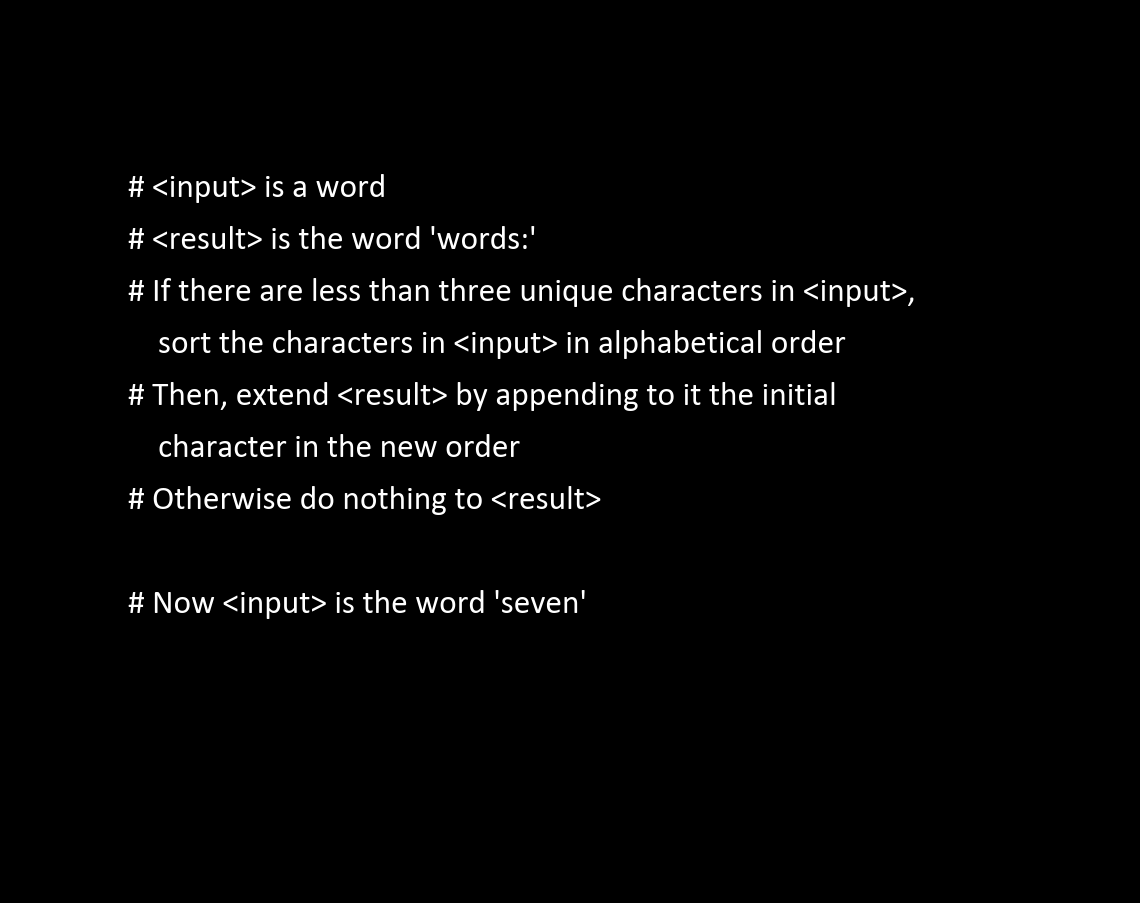 # <input> is a word
# <result> is the word 'words:'
# If there are less than three unique characters in <input>,
sort the characters in <input> in alphabetical order
# Then, extend <result> by appending to it the initial
character in the new order
# Otherwise do nothing to <result>
# Now <input> is the word 'seven'